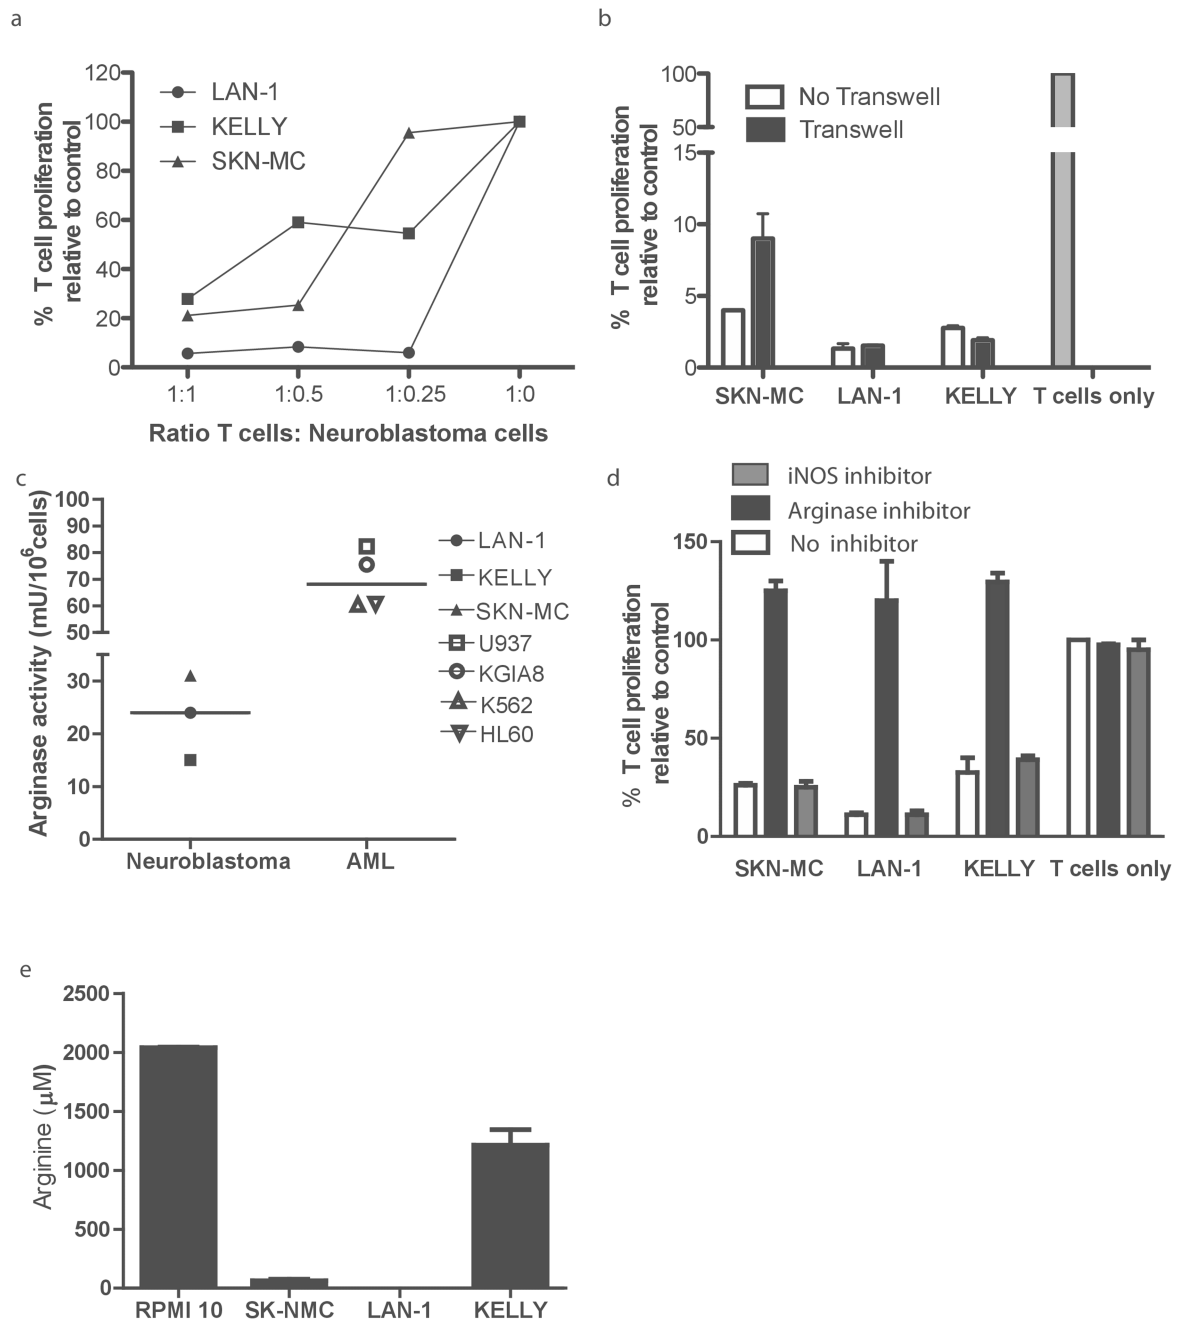 a
120
100
80
60
40
20
0
% T cell proliferation
relative to control
LAN-1
KELLY
SKN-MC
1:1 1:0.5 1:0.25 1:0
Ratio T cells: Neuroblastoma cells
b
100
50
15
10
5
0
% T cell proliferation
relative to control
No Transwell
Transwell
SKN-MC LAN-1 KELLY T cells only
c
100
90
80
70
60
50
30
20
10
0
Arginase activity (mU/10⁶cells)
LAN-1
KELLY
SKN-MC
U937
KGIA8
K562
HL60
Neuroblastoma AML
d
iNOS inhibitor
Arginase inhibitor
No inhibitor
150
100
50
0
% T cell proliferation
relative to control
SKN-MC LAN-1 KELLY T cells only
e
2500
2000
1500
1000
500
0
Arginine (µM)
RPMI 10 SK-NMC LAN-1 KELLY